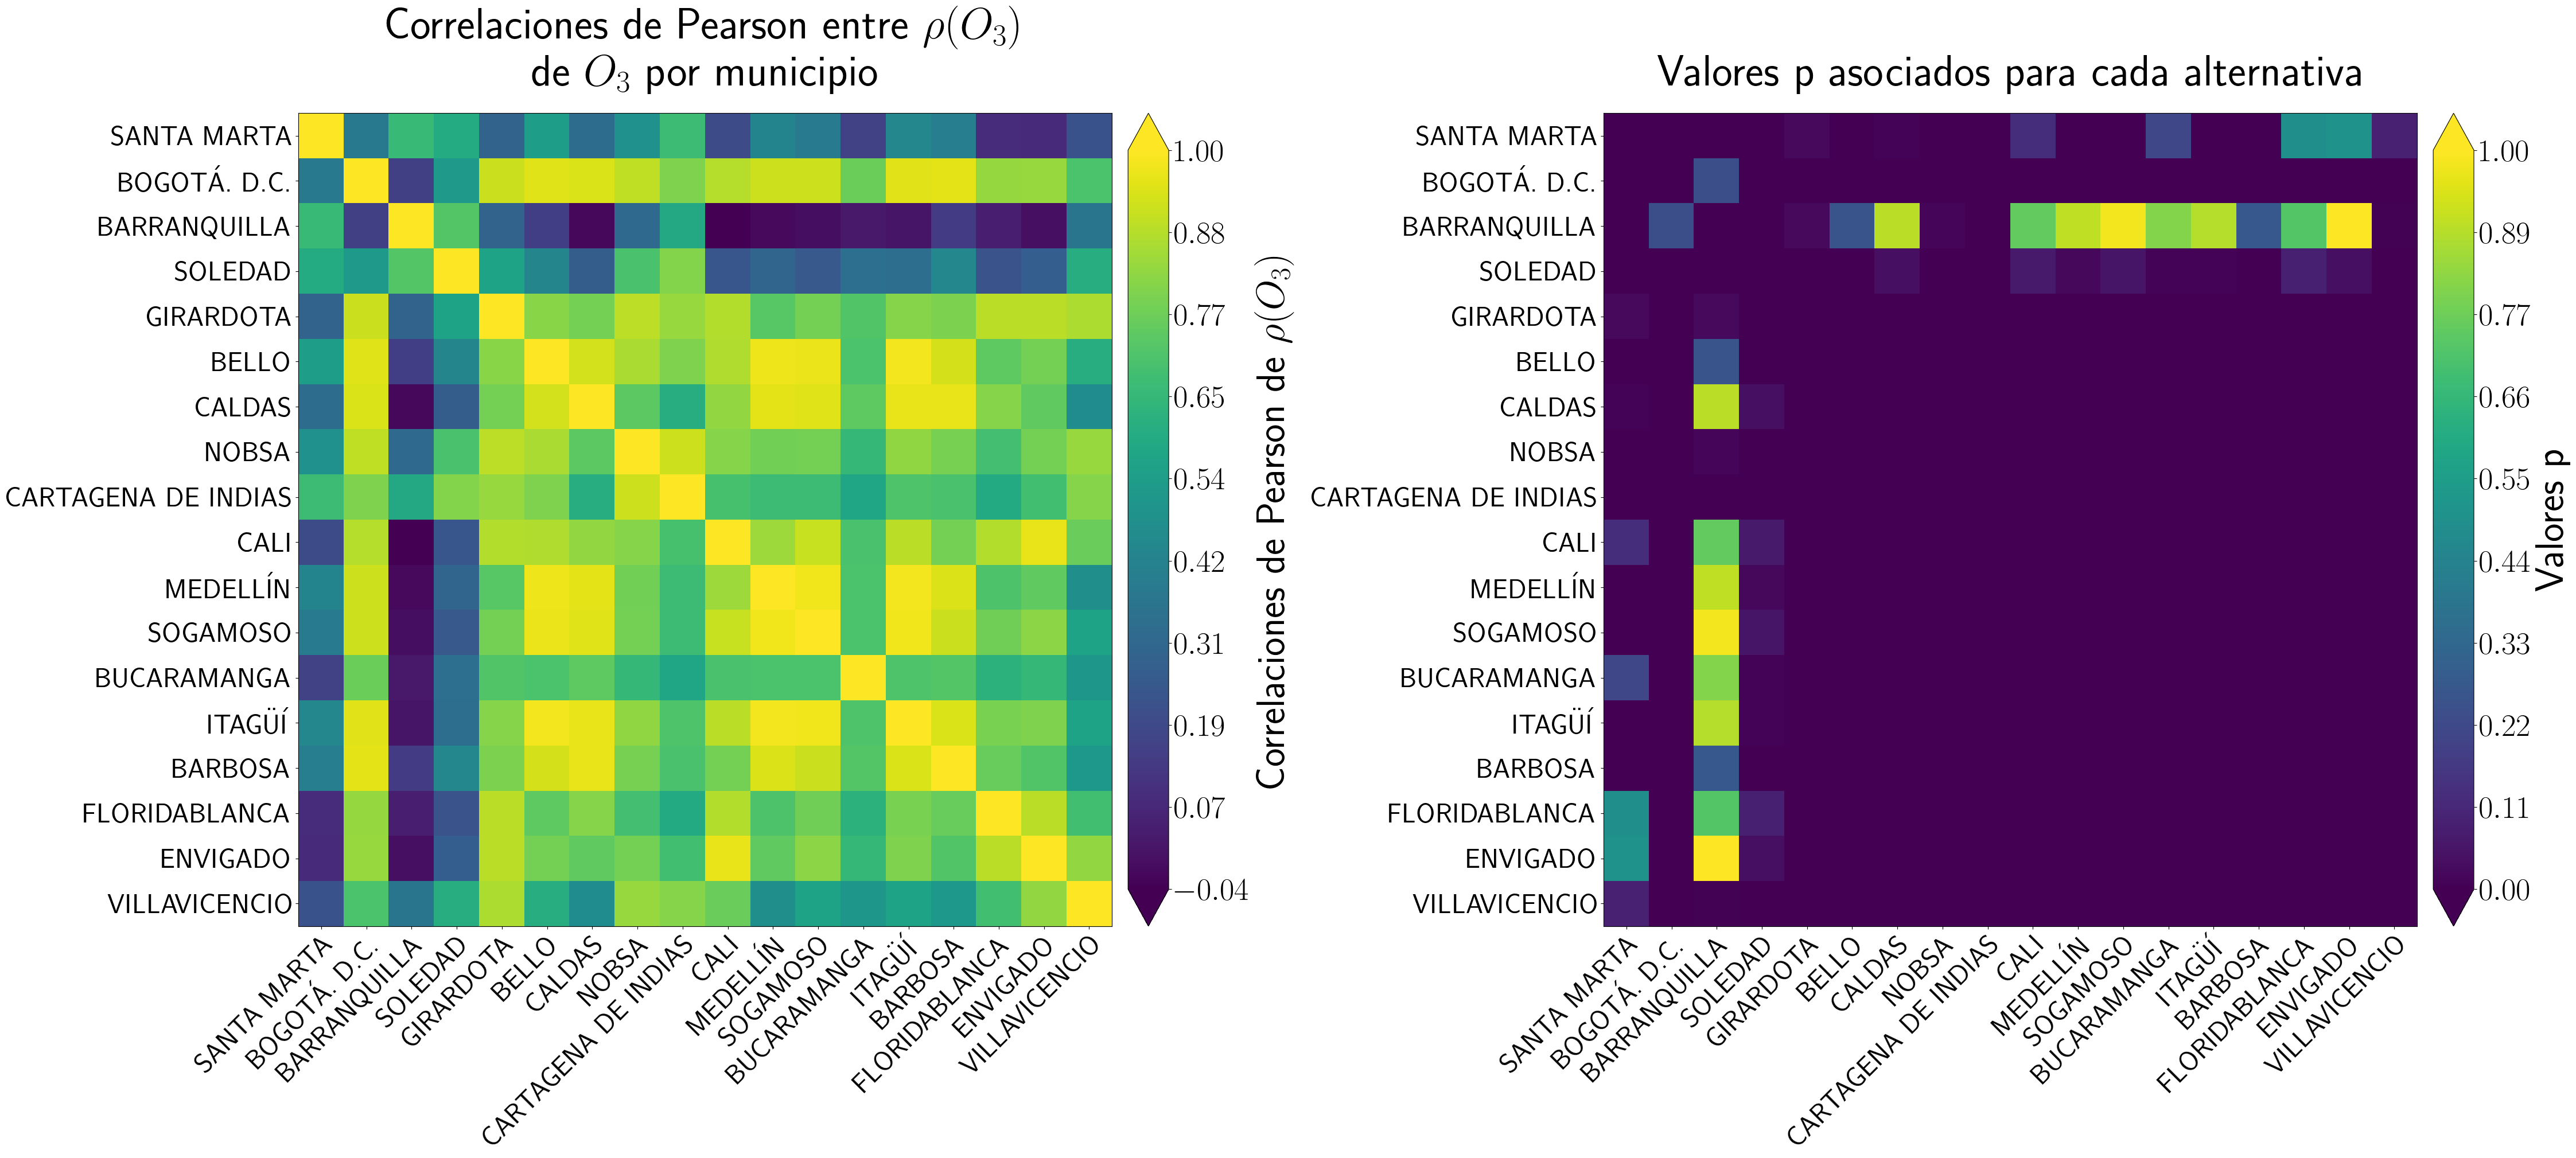 Correlaciones de Pearson entre ρ(O₃)
de O₃ por municipio
SANTA MARTA
BOGOTÁ. D.C.
BARRANQUILLA
SOLEDAD
GIRARDOTA
BELLO
CALDAS
NOBSA
CARTAGENA DE INDIAS
CALI
MEDELLÍN
SOGAMOSO
BUCARAMANGA
ITAGÜÍ
BARBOSA
FLORIDABLANCA
ENVIGADO
VILLAVICENCIO
SANTA MARTA
BOGOTÁ. D.C.
BARRANQUILLA
SOLEDAD
GIRARDOTA
BELLO
CALDAS
NOBSA
CARTAGENA DE INDIAS
CALI
MEDELLÍN
SOGAMOSO
BUCARAMANGA
ITAGÜÍ
BARBOSA
FLORIDABLANCA
ENVIGADO
VILLAVICENCIO
1.00
0.88
0.77
0.65
0.54
0.42
0.31
0.19
0.07
−0.04
Correlaciones de Pearson de ρ(O₃)
Valores p asociados para cada alternativa
SANTA MARTA
BOGOTÁ. D.C.
BARRANQUILLA
SOLEDAD
GIRARDOTA
BELLO
CALDAS
NOBSA
CARTAGENA DE INDIAS
CALI
MEDELLÍN
SOGAMOSO
BUCARAMANGA
ITAGÜÍ
BARBOSA
FLORIDABLANCA
ENVIGADO
VILLAVICENCIO
SANTA MARTA
BOGOTÁ. D.C.
BARRANQUILLA
SOLEDAD
GIRARDOTA
BELLO
CALDAS
NOBSA
CARTAGENA DE INDIAS
CALI
MEDELLÍN
SOGAMOSO
BUCARAMANGA
ITAGÜÍ
BARBOSA
FLORIDABLANCA
ENVIGADO
VILLAVICENCIO
1.00
0.89
0.77
0.66
0.55
0.44
0.33
0.22
0.11
0.00
Valores p